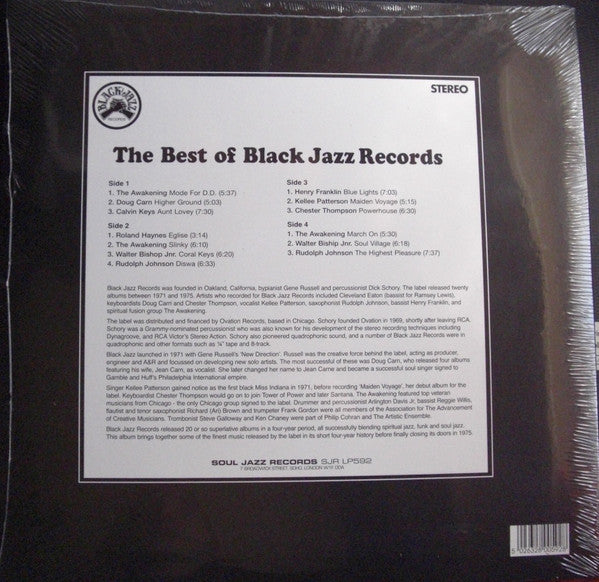 BLACK JAZZ
RECORDS
STEREO
The Best of Black Jazz Records
Side 1
1. The Awakening Mode For D.D. (5:37)
2. Doug Carn Higher Ground (5:03)
3. Calvin Keys Aunt Lovey (7:30)
Side 2
1. Roland Haynes Eglise (3:14)
2. The Awakening Slinky (6:10)
3. Walter Bishop Jnr. Coral Keys (6:20)
4. Rudolph Johnson Diswa (6:33)
Side 3
1. Henry Franklin Blue Lights (7:03)
2. Kellee Patterson Maiden Voyage (5:15)
3. Chester Thompson Powerhouse (6:30)
Side 4
1. The Awakening March On (5:30)
2. Walter Biship Jnr. Soul Village (6:18)
3. Rudolph Johnson The Highest Pleasure (7:37)
Black Jazz Records was founded in Oakland, California, bypianist Gene Russell and percussionist Dick Schory. The label released twenty
albums between 1971 and 1975. Artists who recorded for Black Jazz Records included Cleveland Eaton (bassist for Ramsey Lewis),
keyboardists Doug Carn and Chester Thompson, vocalist Kellee Patterson, saxophonist Rudolph Johnson, bassist Henry Franklin, and
spiritual fusion group The Awakening.
The label was distributed and financed by Ovation Records, based in Chicago. Schory founded Ovation in 1969, shortly after leaving RCA.
Schory was a Grammy-nominated percussionist who was also known for his development of the stereo recording techniques including
Dynagroove, and RCA Victor's Stereo Action. Schory also pioneered quadrophonic sound, and a number of Black Jazz Records were in
quadrophonic and other formats such as ¼" tape and 8-track.
Black Jazz launched in 1971 with Gene Russell's 'New Direction'. Russell was the creative force behind the label, acting as producer,
engineer and A&R and focussed on developing new solo artists. The most successful of these was Doug Carn, who released four albums
featuring his wife, Jean Carn, as vocalist. She later changed her name to Jean Carne and became a successful soul singer signed to
Gamble and Huff's Philadelphia International empire.
Singer Kellee Patterson gained notice as the first black Miss Indiana in 1971, before recording 'Maiden Voyage', her debut album for the
label. Keyboardist Chester Thompson would go on to join Tower of Power and later Santana. The Awakening featured top veteran
musicians from Chicago - the only Chicago group signed to the label. Drummer and percussionist Arlington Davis Jr, bassist Reggie Willis,
flautist and tenor saxophonist Richard (Ari) Brown and trumpeter Frank Gordon were all members of the Association for The Advancement
of Creative Musicians. Trombonist Steve Galloway and Ken Chaney were part of Philip Cohran and The Artistic Ensemble.
Black Jazz Records released 20 or so superlative albums in a four-year period, all successfully blending spiritual jazz, funk and soul jazz.
This album brings together some of the finest music released by the label in its short four-year history before finally closing its doors in 1975.
SOUL JAZZ RECORDS SJR LP592
7 BROADWICK STREET, SOHO, LONDON W1F 0DA